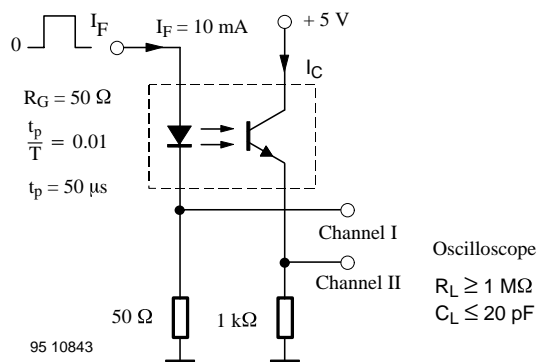 0
I_F
I_F = 10 mA
+ 5 V
I_C
R_G = 50 Ω
t_p
T
= 0.01
t_p = 50 μs
Channel I
Channel II
50 Ω
1 kΩ
Oscilloscope
R_L ≥ 1 MΩ
C_L ≤ 20 pF
95 10843